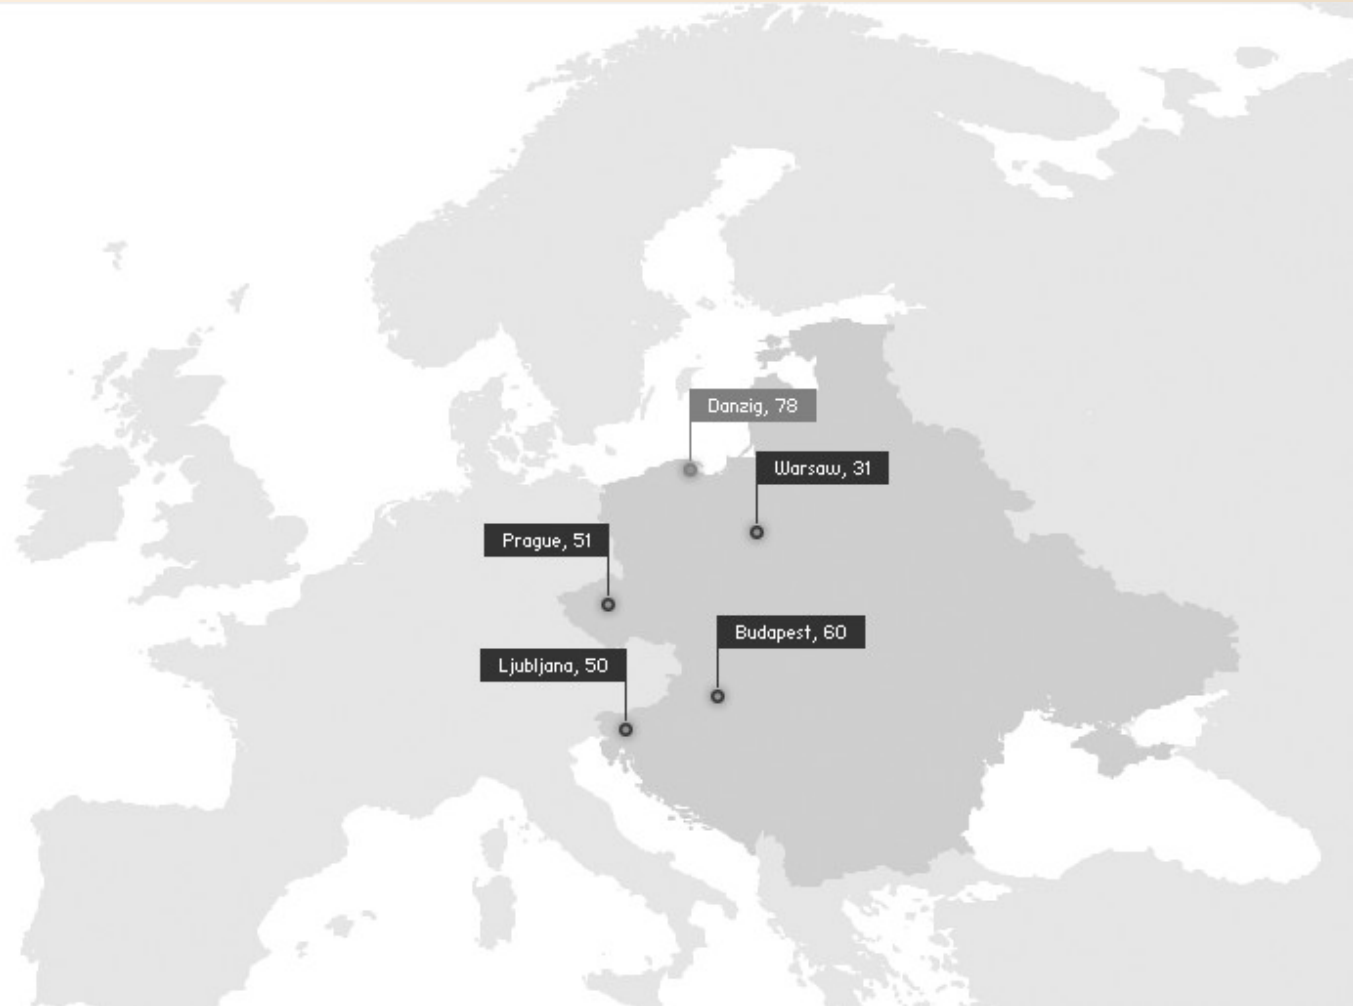 Danzig, 78
Warsaw, 31
Prague, 51
Budapest, 60
Ljubljana, 50